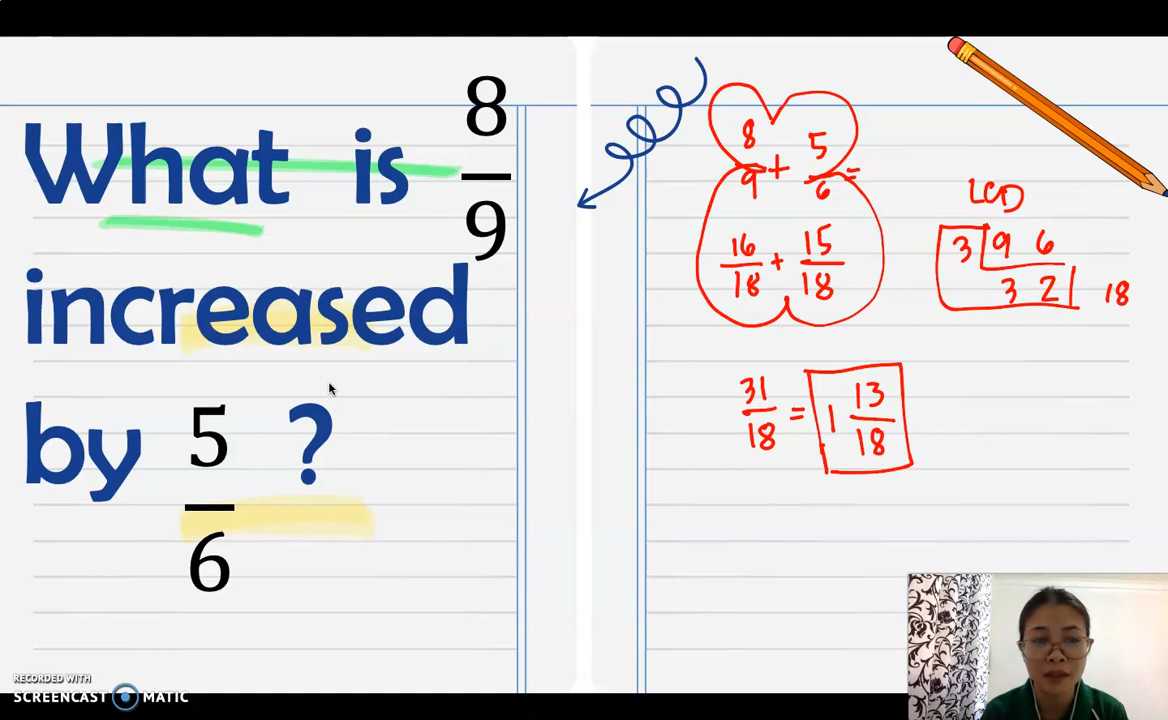 What is 8/9
increased
by 5/6 ?
8/9 + 5/6 =
16/18 + 15/18
31/18 = 1 13/18
LCD
3 9 6
3 2 18
RECORDED WITH
SCREENCAST MATIC